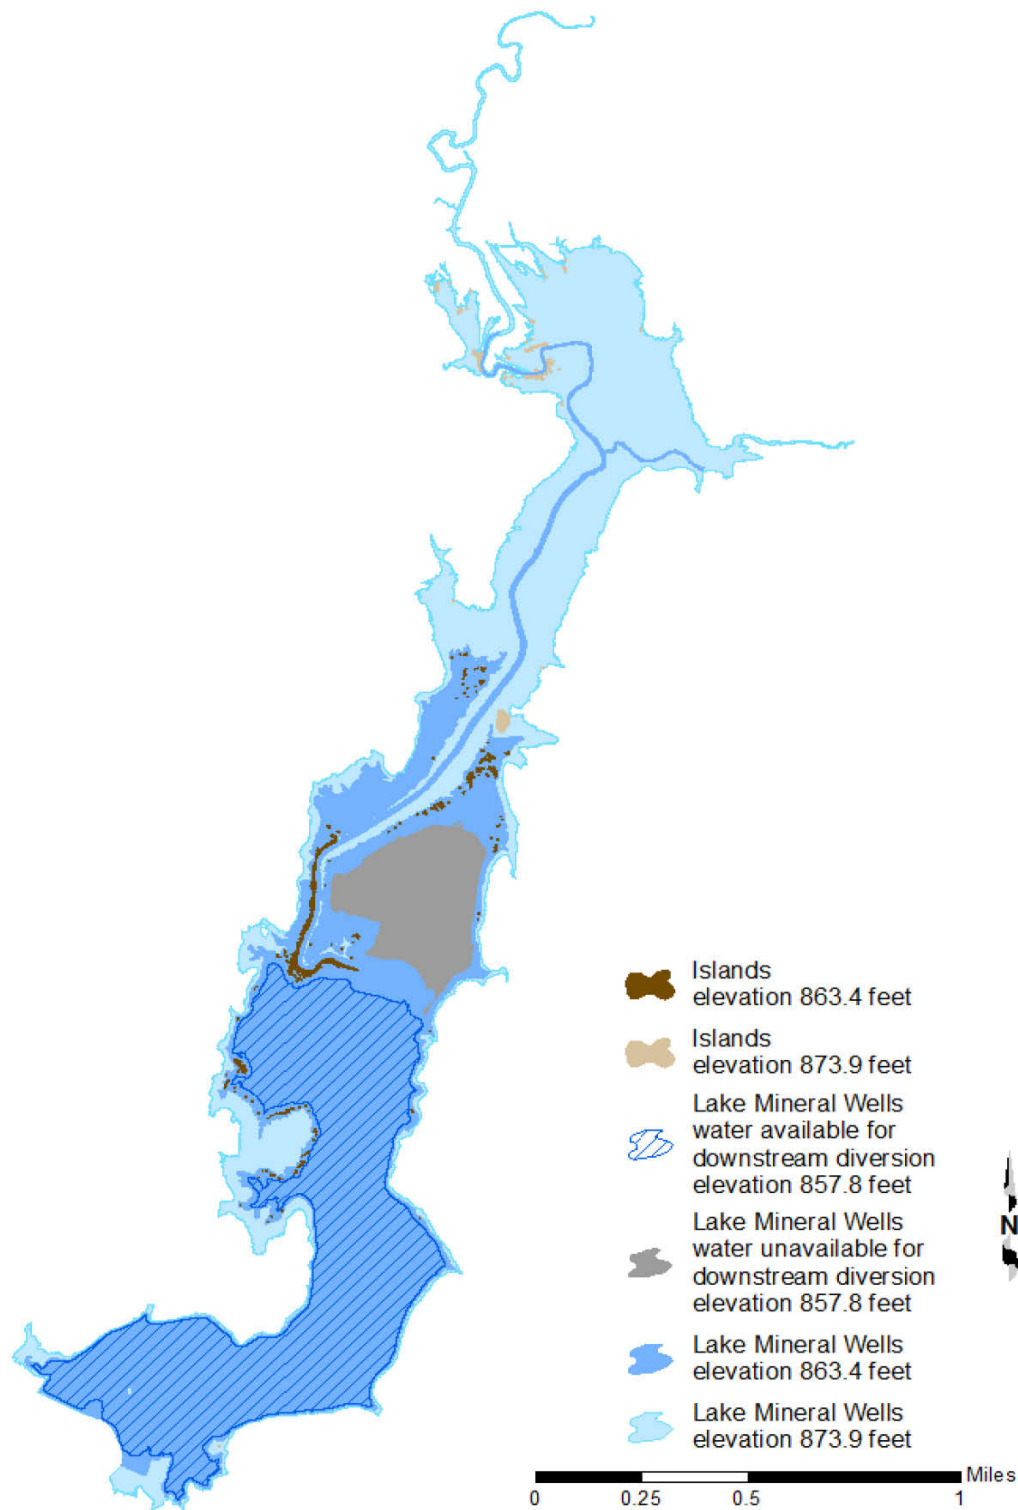 Islands
elevation 863.4 feet
Islands
elevation 873.9 feet
Lake Mineral Wells
water available for
downstream diversion
elevation 857.8 feet
Lake Mineral Wells
water unavailable for
downstream diversion
elevation 857.8 feet
Lake Mineral Wells
elevation 863.4 feet
Lake Mineral Wells
elevation 873.9 feet
N
Miles
0 0.25 0.5 1